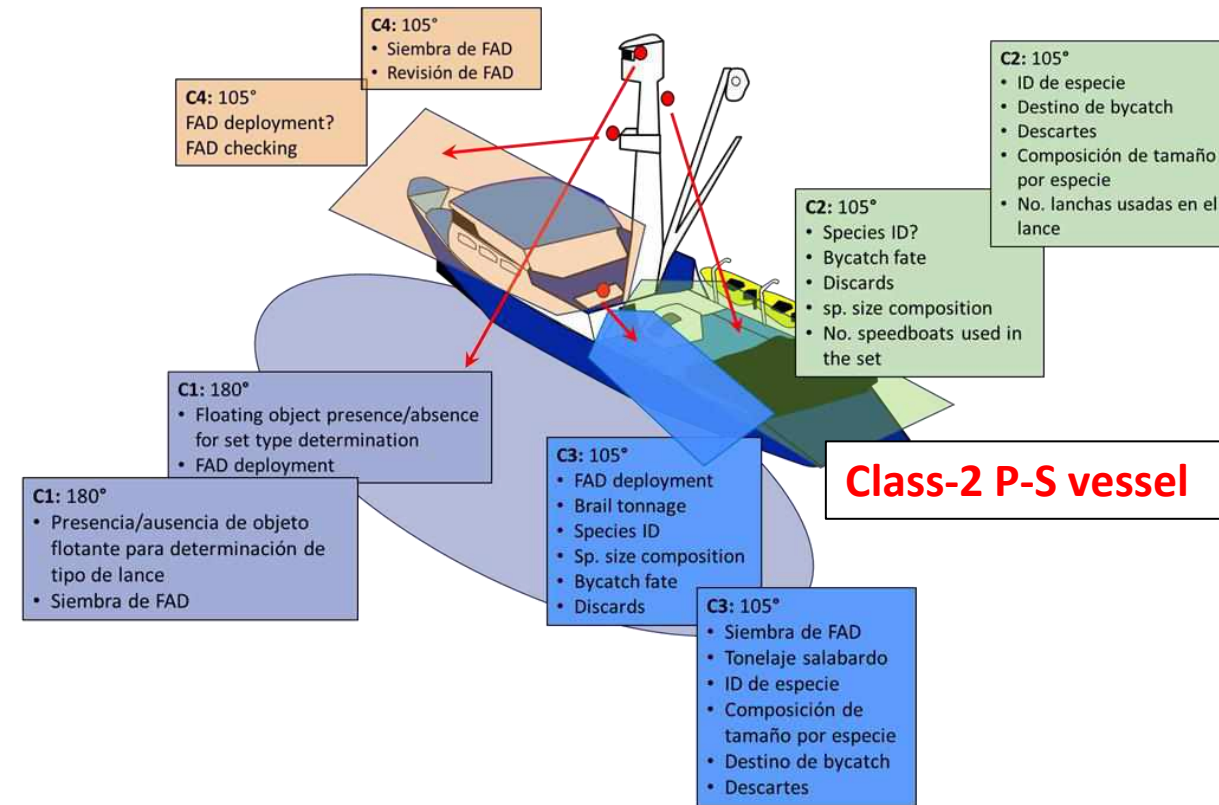 C4: 105°
• Siembra de FAD
• Revisión de FAD
C4: 105°
FAD deployment?
FAD checking
C2: 105°
• ID de especie
• Destino de bycatch
• Descartes
• Composición de tamaño
por especie
• No. lanchas usadas en el
lance
C2: 105°
• Species ID?
• Bycatch fate
• Discards
• sp. size composition
• No. speedboats used in
the set
C1: 180°
• Floating object presence/absence
for set type determination
• FAD deployment
C1: 180°
• Presencia/ausencia de objeto
flotante para determinación de
tipo de lance
• Siembra de FAD
C3: 105°
• FAD deployment
• Brail tonnage
• Species ID
• Sp. size composition
• Bycatch fate
• Discards
C3: 105°
• Siembra de FAD
• Tonelaje salabardo
• ID de especie
• Composición de
tamaño por especie
• Destino de bycatch
• Descartes
Class-2 P-S vessel